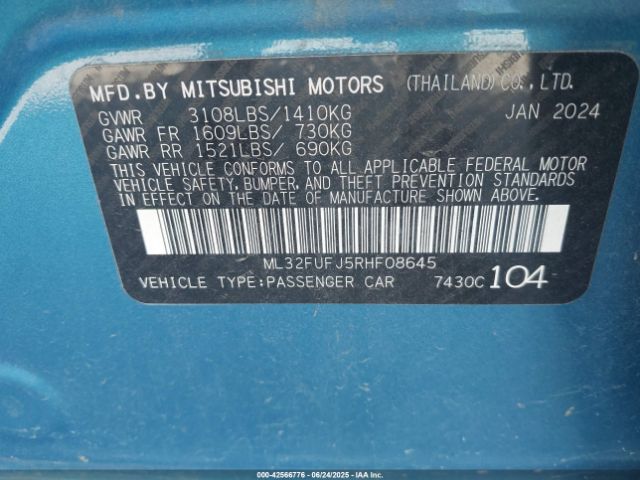 MFD.BY MITSUBISHI MOTORS (THAILAND)CO.,LTD.
GVWR 3108LBS/1410KG JAN 2024
GAWR FR 1609LBS/ 730KG
GAWR RR 1521LBS/ 690KG
THIS VEHICLE CONFORMS TO ALL APPLICABLE FEDERAL MOTOR
VEHICLE SAFETY, BUMPER, AND THEFT PREVENTION STANDARDS
IN EFFECT ON THE DATE OF MANUFACTURE SHOWN ABOVE.
ML32FUFJ5RHF08645
VEHICLE TYPE:PASSENGER CAR 7430C 104
000-42566776 - 06/24/2025 - IAA Inc.